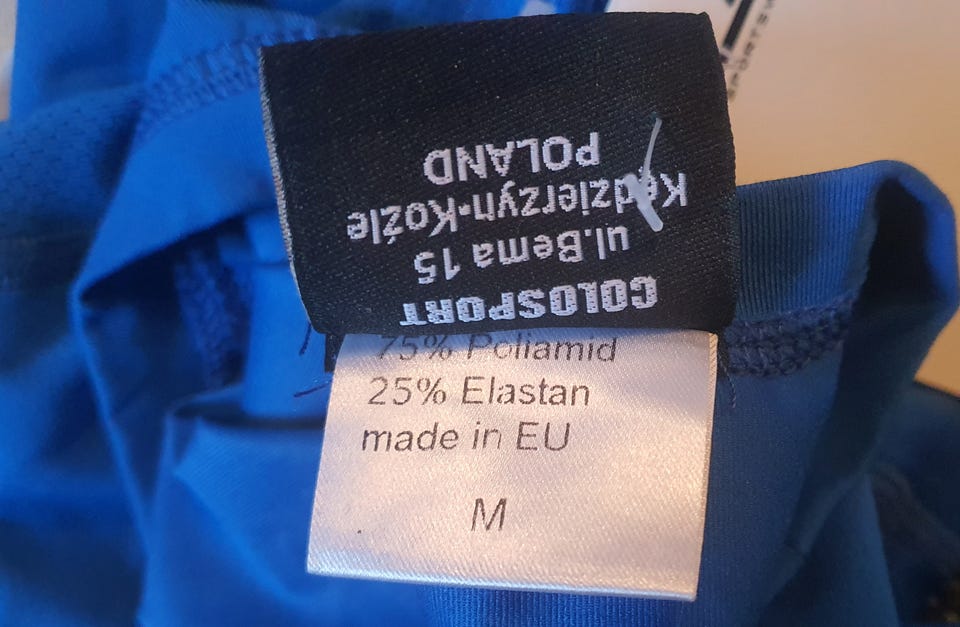 COLOSPORT
ul.Bema 15
Kędzierzyn-Koźle
POLAND
75% Poliamid
25% Elastan
made in EU
M